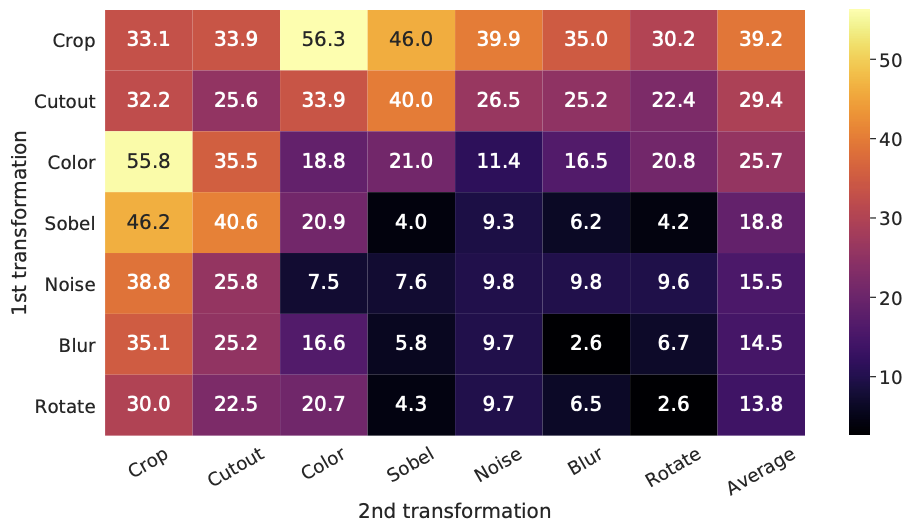 Crop 33.1 33.9 56.3 46.0 39.9 35.0 30.2 39.2
Cutout 32.2 25.6 33.9 40.0 26.5 25.2 22.4 29.4
Color 55.8 35.5 18.8 21.0 11.4 16.5 20.8 25.7
Sobel 46.2 40.6 20.9 4.0 9.3 6.2 4.2 18.8
Noise 38.8 25.8 7.5 7.6 9.8 9.8 9.6 15.5
Blur 35.1 25.2 16.6 5.8 9.7 2.6 6.7 14.5
Rotate 30.0 22.5 20.7 4.3 9.7 6.5 2.6 13.8
Crop Cutout Color Sobel Noise Blur Rotate Average
2nd transformation
1st transformation
50
40
30
20
10